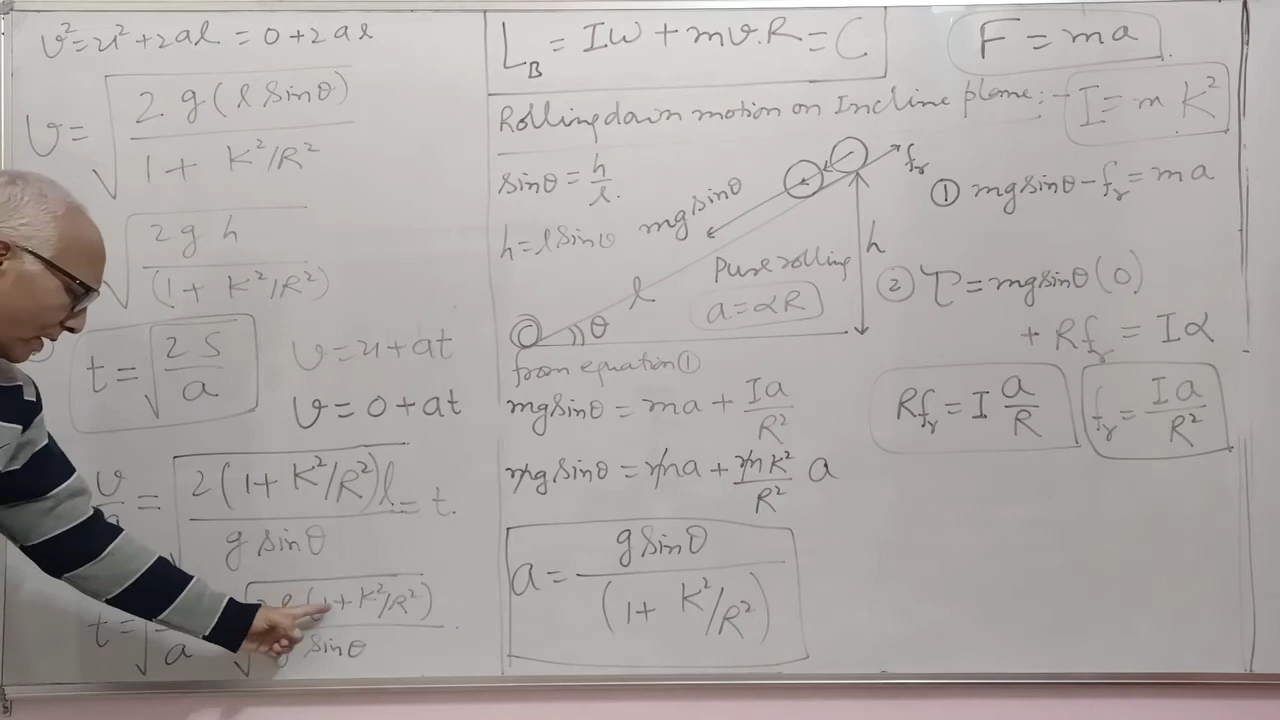 v²=u²+2al = 0+2al
v = √(2g(l sinθ) / (1 + K²/R²))
√(2gh / (1 + K²/R²))
t = √(2S / a)
v=u+at
v=0+at
v/a = √(2(1+K²/R²)l / g sinθ) = t.
t = √( / a) √(2l(1+K²/R²) / g sinθ)
L_B = Iω + mv.R = C
F = ma
Rolling down motion on Incline plane:-
I = mK²
sinθ = h/l.
h = l sinθ
mg sinθ
f_r
h
l
θ
Pure rolling
a = αR
① mg sinθ - f_r = ma
② τ = mg sinθ (0)
+ Rf_r = Iα
Rf_r = I a/R
f_r = Ia/R²
from equation ①
mg sinθ = ma + Ia/R²
mg sinθ = ma + mK²/R² a
a = g sinθ / (1 + K²/R²)